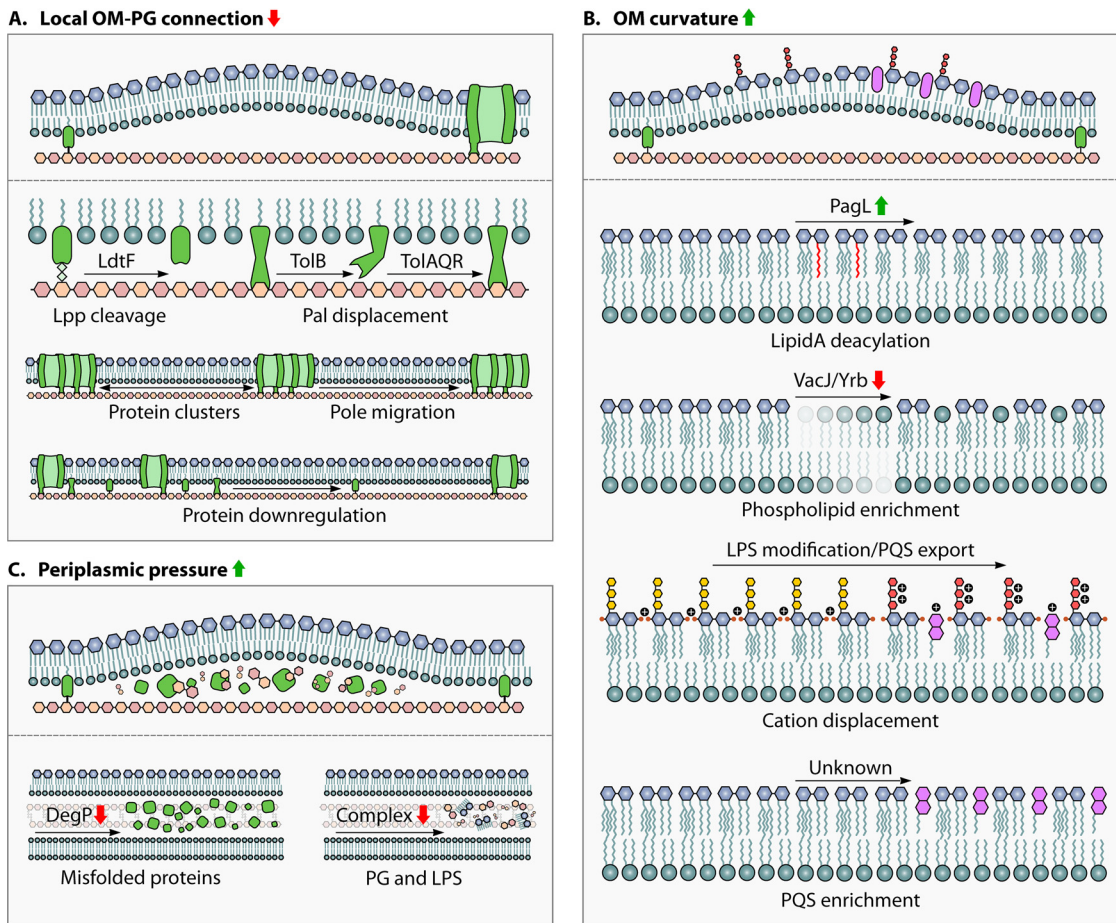 A. Local OM-PG connection
LdtF
TolB
TolAQR
Lpp cleavage
Pal displacement
Protein clusters
Pole migration
Protein downregulation
B. OM curvature
PagL
LipidA deacylation
VacJ/Yrb
Phospholipid enrichment
LPS modification/PQS export
Cation displacement
Unknown
PQS enrichment
C. Periplasmic pressure
DegP
Complex
Misfolded proteins
PG and LPS